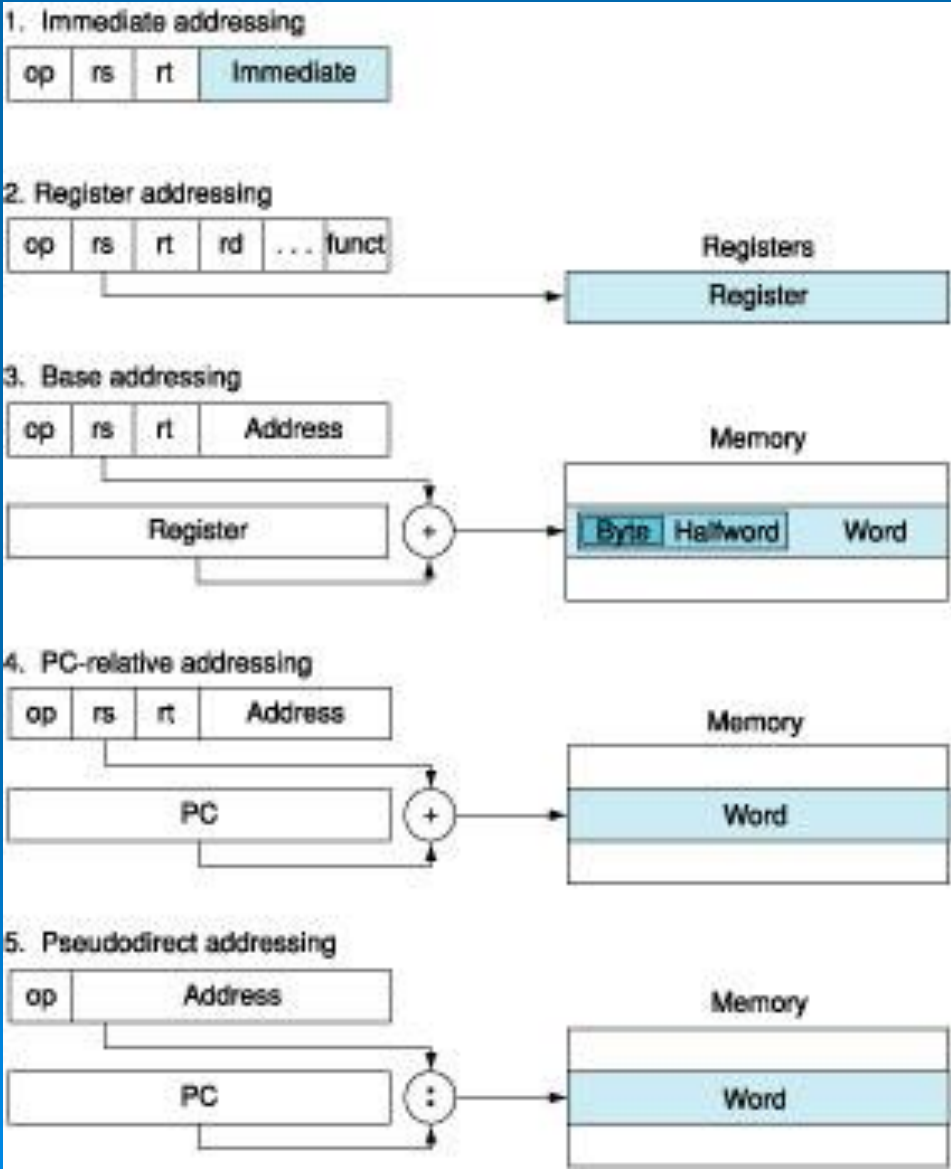 1. Immediate addressing
op rs rt Immediate
2. Register addressing
op rs rt rd ... funct
Registers
Register
3. Base addressing
op rs rt Address
Memory
Register + Byte Halfword Word
4. PC-relative addressing
op rs rt Address
Memory
PC + Word
5. Pseudodirect addressing
op Address
Memory
PC : Word